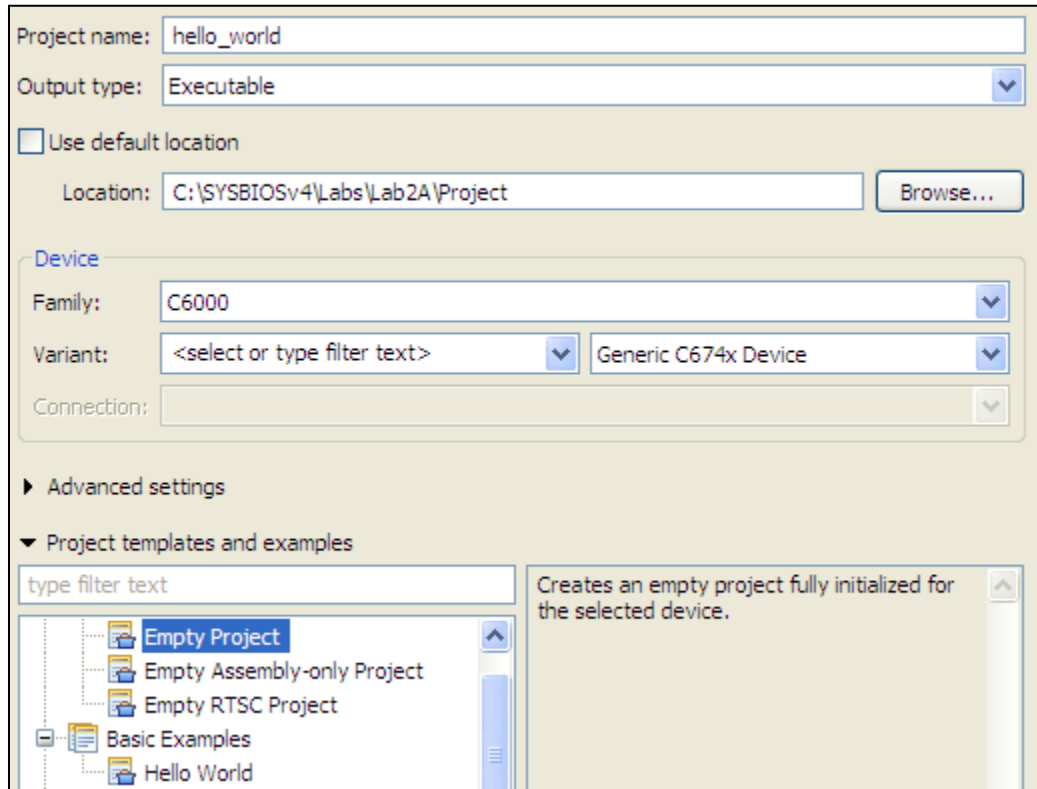 Project name: hello_world
Output type: Executable
Use default location
Location: C:\SYSBIOSv4\Labs\Lab2A\Project Browse...
Device
Family: C6000
Variant: <select or type filter text> Generic C674x Device
Connection:
Advanced settings
Project templates and examples
type filter text
Empty Project
Empty Assembly-only Project
Empty RTSC Project
Basic Examples
Hello World
Creates an empty project fully initialized for
the selected device.